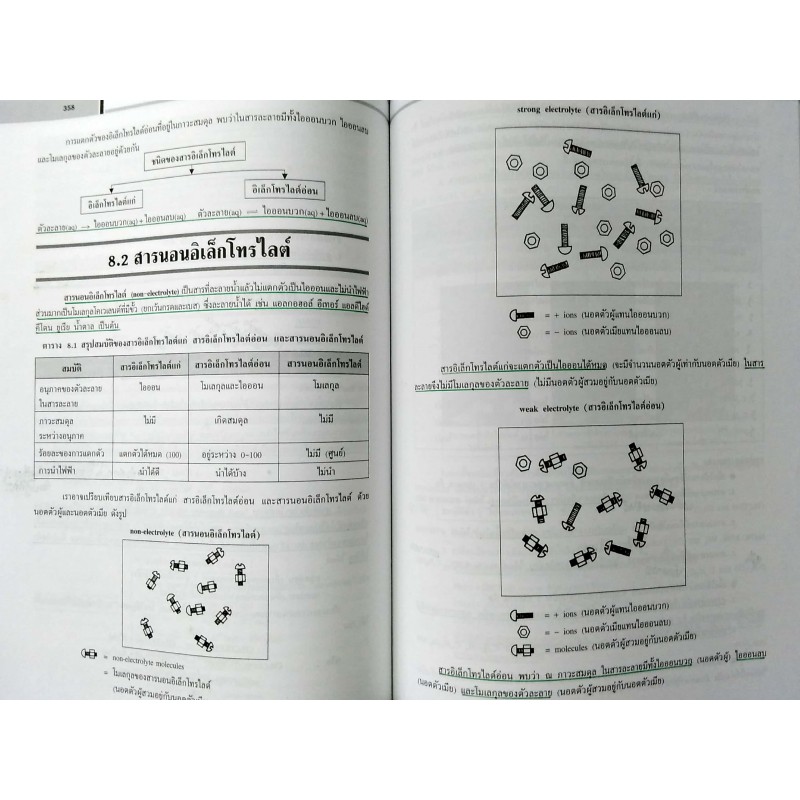 358
การแตกตัวของอิเล็กโทรไลต์อ่อนที่อยู่ในภาวะสมดุล พบว่าในสารละลายมีทั้งไอออนบวก ไอออนลบ
และโมเลกุลของตัวละลายอยู่ด้วยกัน
ชนิดของสารอิเล็กโทรไลต์
อิเล็กโทรไลต์แก่ อิเล็กโทรไลต์อ่อน
ตัวละลาย(aq) → ไอออนบวก(aq)+ไอออนลบ(aq) ตัวละลาย(aq) ⇌ ไอออนบวก(aq)+ไอออนลบ(aq)
8.2 สารนอนอิเล็กโทรไลต์
สารนอนอิเล็กโทรไลต์ (non-electrolyte) เป็นสารที่ละลายน้ำแล้วไม่แตกตัวเป็นไอออนและไม่นำไฟฟ้า
ส่วนมากเป็นโมเลกุลโคเวเลนต์ที่มีขั้ว (ยกเว้นกรดและเบส) ซึ่งละลายน้ำได้ เช่น แอลกอฮอล์ อีเทอร์ แอลดีไฮด์
คีโตน ยูเรีย น้ำตาล เป็นต้น
ตาราง 8.1 สรุปสมบัติของสารอิเล็กโทรไลต์แก่ สารอิเล็กโทรไลต์อ่อน และสารนอนอิเล็กโทรไลต์
สมบัติ สารอิเล็กโทรไลต์แก่ สารอิเล็กโทรไลต์อ่อน สารนอนอิเล็กโทรไลต์
อนุภาคของตัวละลาย ไอออน โมเลกุลและไอออน โมเลกุล
ในสารละลาย
ภาวะสมดุล ไม่มี เกิดสมดุล ไม่มี
ระหว่างอนุภาค
ร้อยละของการแตกตัว แตกตัวได้หมด (100) อยู่ระหว่าง 0-100 ไม่มี (ศูนย์)
การนำไฟฟ้า นำได้ดี นำได้บ้าง ไม่นำ
เราอาจเปรียบเทียบสารอิเล็กโทรไลต์แก่ สารอิเล็กโทรไลต์อ่อน และสารนอนอิเล็กโทรไลต์ ด้วย
นอตตัวผู้และนอตตัวเมีย ดังรูป
non-electrolyte (สารนอนอิเล็กโทรไลต์)
= non-electrolyte molecules
= โมเลกุลของสารนอนอิเล็กโทรไลต์
(นอตตัวผู้สวมอยู่กับนอตตัวเมีย)
strong electrolyte (สารอิเล็กโทรไลต์แก่)
= + ions (นอตตัวผู้แทนไอออนบวก)
= − ions (นอตตัวเมียแทนไอออนลบ)
สารอิเล็กโทรไลต์แก่จะแตกตัวเป็นไอออนได้หมด (จะมีจำนวนนอตตัวผู้เท่ากับนอตตัวเมีย) ในสาร
ละลายจึงไม่มีโมเลกุลของตัวละลาย (ไม่มีนอตตัวผู้สวมอยู่กับนอตตัวเมีย)
weak electrolyte (สารอิเล็กโทรไลต์อ่อน)
= + ions (นอตตัวผู้แทนไอออนบวก)
= − ions (นอตตัวเมียแทนไอออนลบ)
= molecules (นอตตัวผู้สวมอยู่กับนอตตัวเมีย)
สารอิเล็กโทรไลต์อ่อน พบว่า ณ ภาวะสมดุล ในสารละลายมีทั้งไอออนบวก (นอตตัวผู้) ไอออนลบ
(นอตตัวเมีย) และโมเลกุลของตัวละลาย (นอตตัวผู้สวมอยู่กับนอตตัวเมีย)